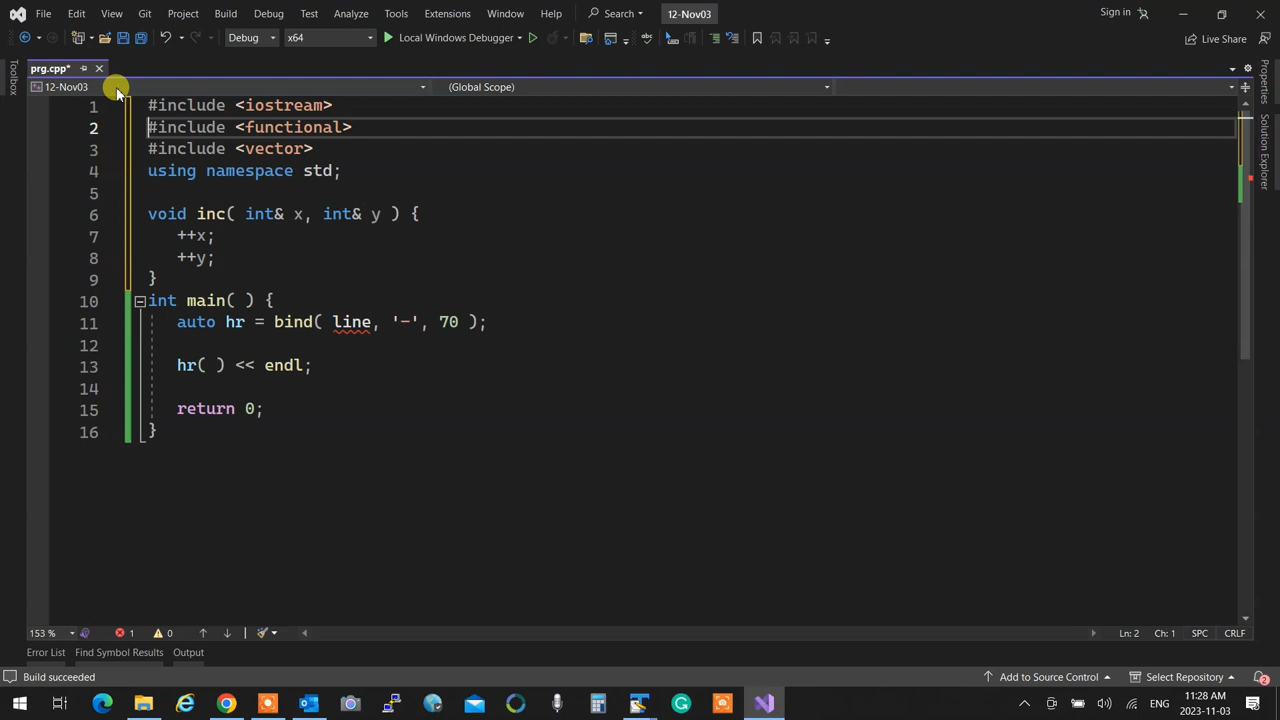 File Edit View Git Project Build Debug Test Analyze Tools Extensions Window Help Search 12-Nov03 Sign in
Debug x64 Local Windows Debugger Live Share
prg.cpp*
12-Nov03 (Global Scope)
Toolbox
Properties
Solution Explorer
1 #include <iostream>
2 #include <functional>
3 #include <vector>
4 using namespace std;
5
6 void inc( int& x, int& y ) {
7 ++x;
8 ++y;
9 }
10 int main( ) {
11 auto hr = bind( line, '-', 70 );
12
13 hr( ) << endl;
14
15 return 0;
16 }
153 % 1 0 Ln: 2 Ch: 1 SPC CRLF
Error List Find Symbol Results Output
Build succeeded Add to Source Control Select Repository 2
ENG 11:28 AM
2023-11-03